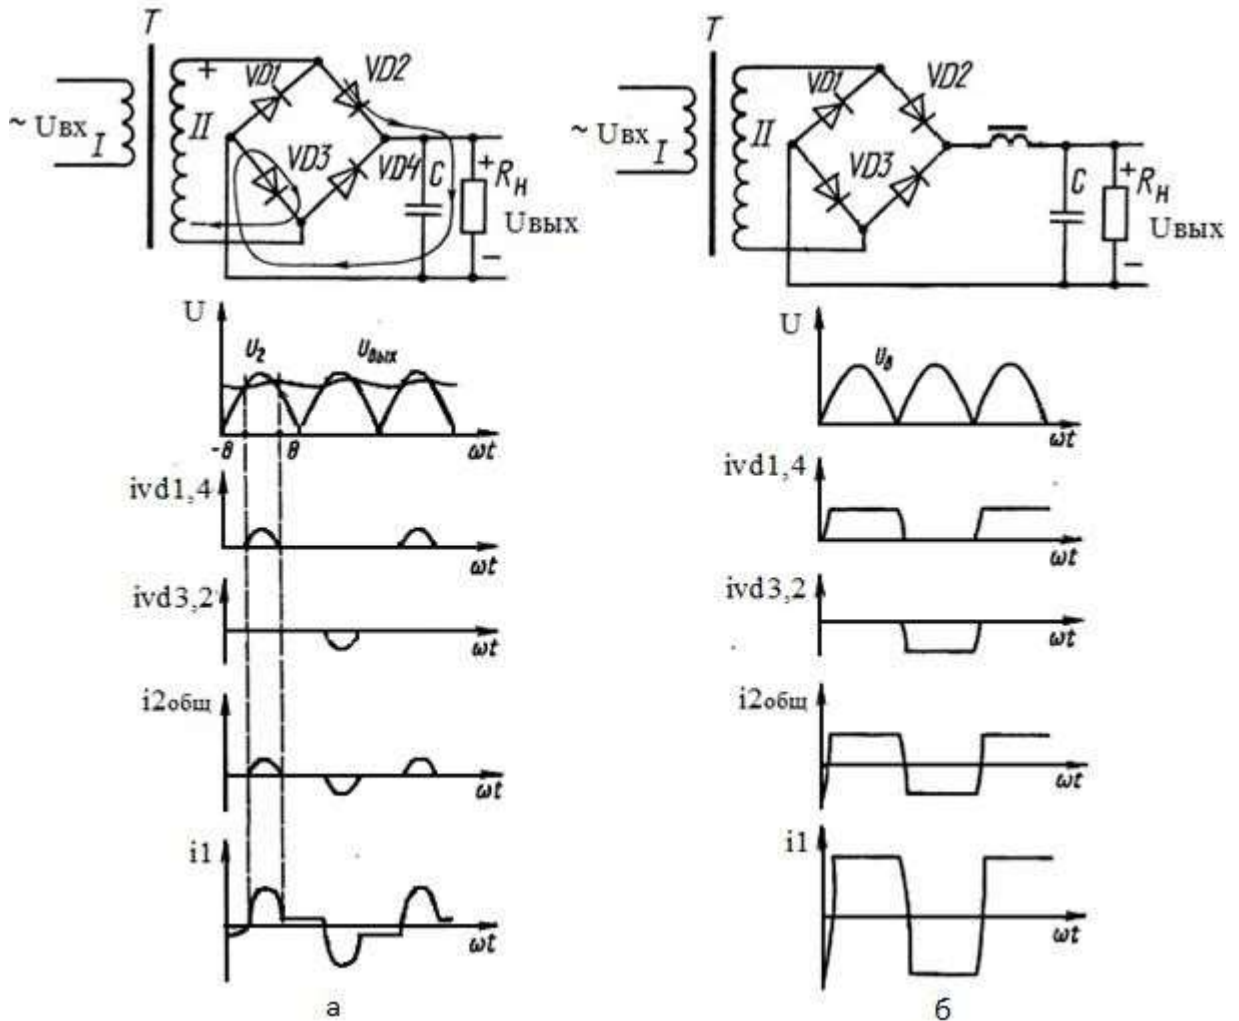 T
VD1
VD2
~ Uвх
I
+
II
VD3
VD4
C
+
Rн
Uвых
−
U
U₂
Uвых
-θ
θ
ωt
ivd1,4
ωt
ivd3,2
ωt
i2общ
ωt
i1
ωt
а
T
VD1
VD2
~ Uвх
I
II
VD3
C
+
Rн
Uвых
−
U
Uв
ωt
ivd1,4
ωt
ivd3,2
ωt
i2общ
ωt
i1
ωt
б